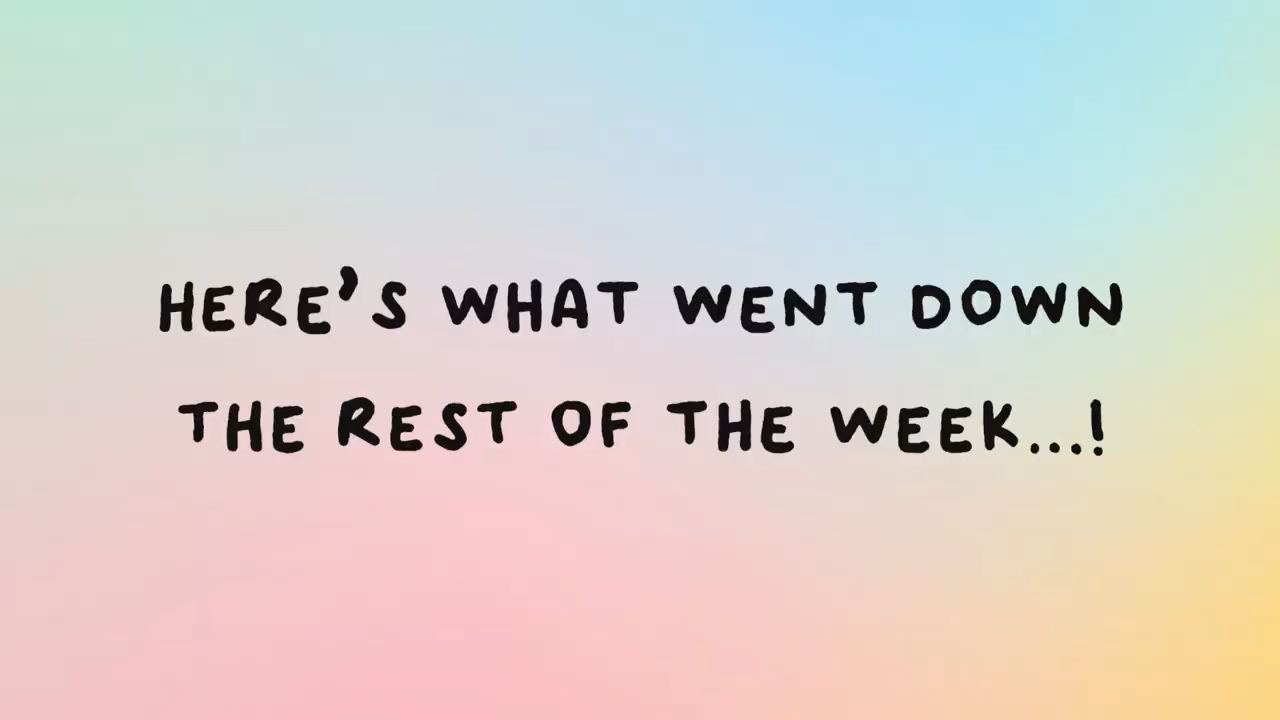 HERE'S WHAT WENT DOWN
THE REST OF THE WEEK...!